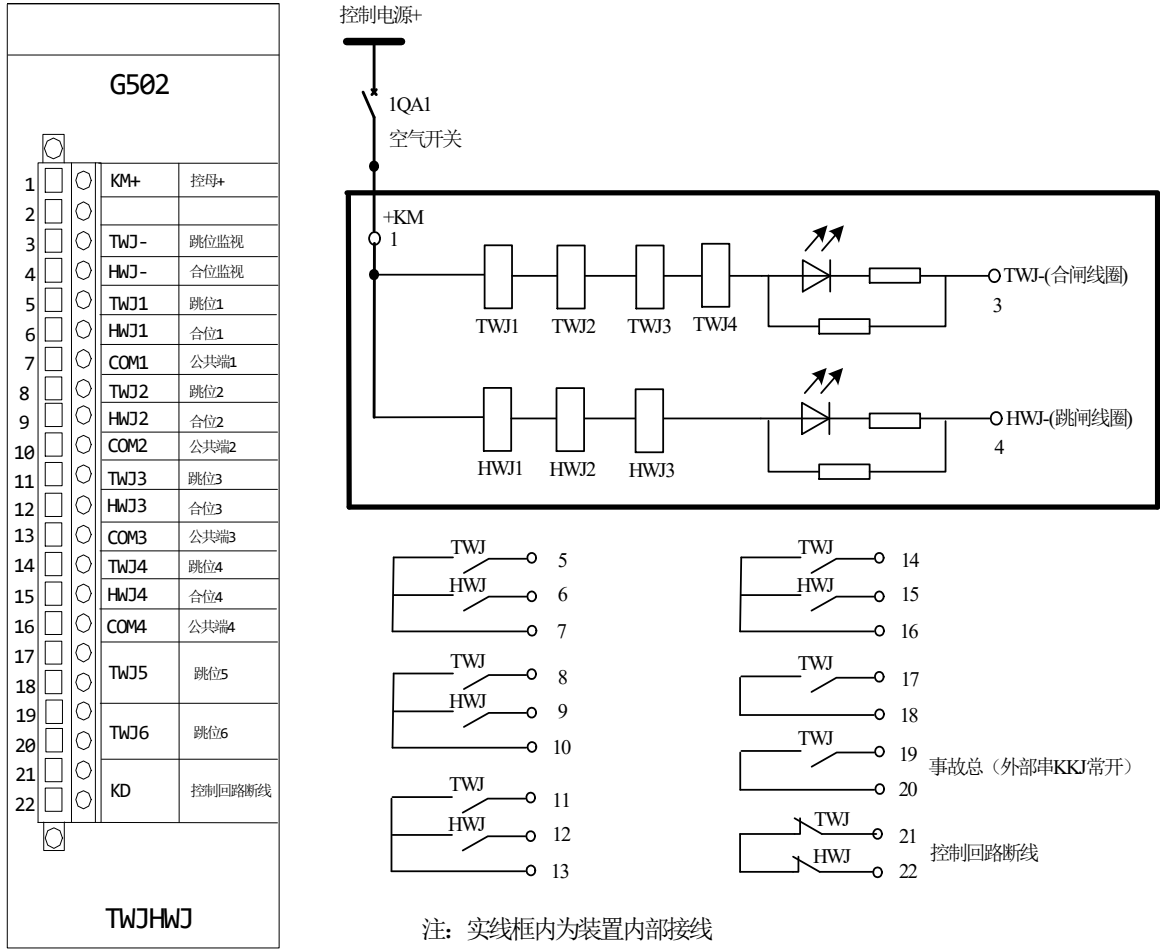 G502
1 KM+ 控母+
2
3 TWJ- 跳位监视
4 HWJ- 合位监视
5 TWJ1 跳位1
6 HWJ1 合位1
7 COM1 公共端1
8 TWJ2 跳位2
9 HWJ2 合位2
10 COM2 公共端2
11 TWJ3 跳位3
12 HWJ3 合位3
13 COM3 公共端3
14 TWJ4 跳位4
15 HWJ4 合位4
16 COM4 公共端4
17
TWJ5 跳位5
18
19
TWJ6 跳位6
20
21
KD 控制回路断线
22
TWJHWJ
控制电源+
1QA1
空气开关
+KM
1
TWJ1 TWJ2 TWJ3 TWJ4
TWJ-(合闸线圈)
3
HWJ1 HWJ2 HWJ3
HWJ-(跳闸线圈)
4
TWJ 5
HWJ 6
7
TWJ 8
HWJ 9
10
TWJ 11
HWJ 12
13
TWJ 14
HWJ 15
16
TWJ 17
18
TWJ 19
事故总（外部串KKJ常开）
20
TWJ 21
控制回路断线
HWJ 22
注：实线框内为装置内部接线